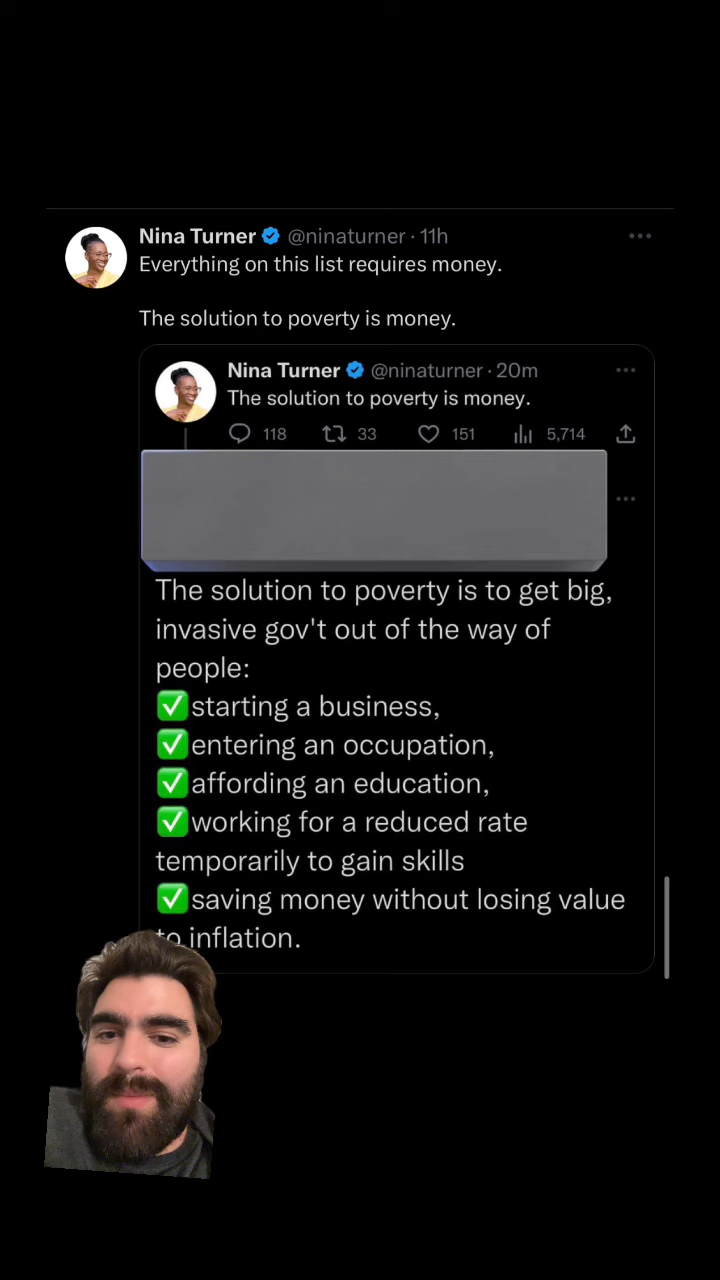 Nina Turner @ninaturner · 11h
Everything on this list requires money.
The solution to poverty is money.
Nina Turner @ninaturner · 20m
The solution to poverty is money.
118 33 151 5,714
The solution to poverty is to get big,
invasive gov't out of the way of
people:
✅starting a business,
✅entering an occupation,
✅affording an education,
✅working for a reduced rate
temporarily to gain skills
✅saving money without losing value
to inflation.